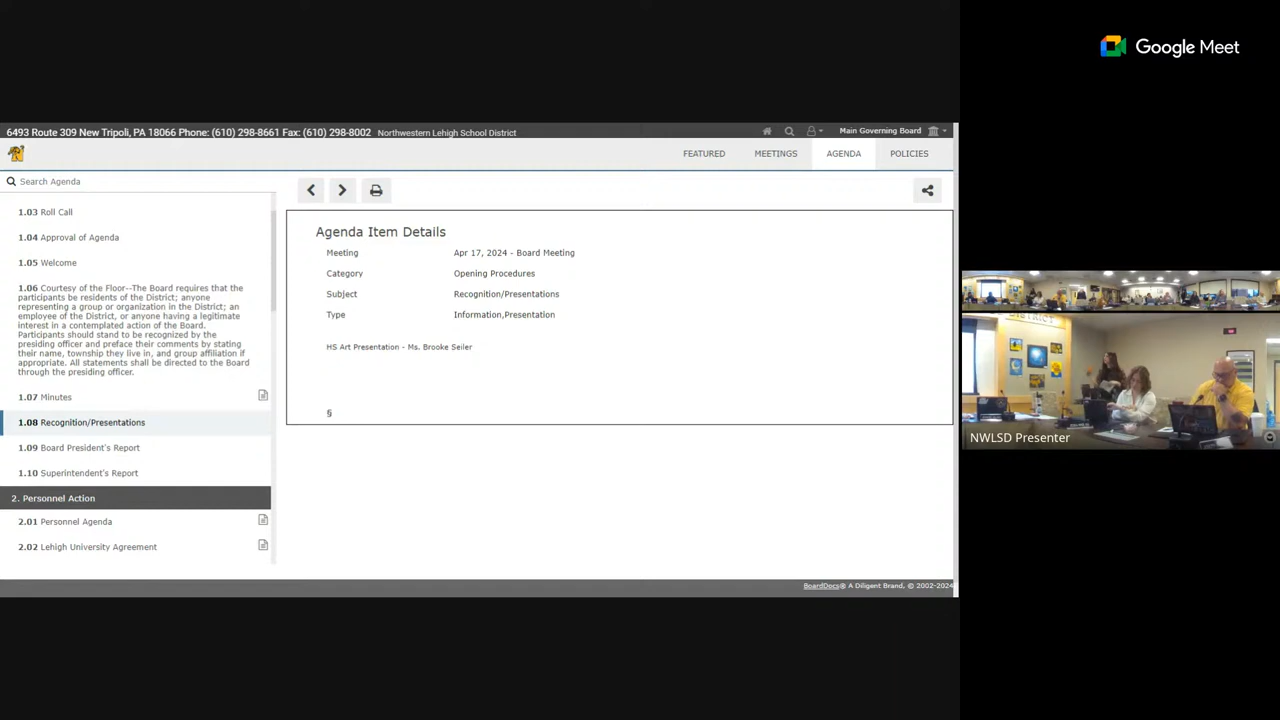 Google Meet
6493 Route 309 New Tripoli, PA 18066 Phone: (610) 298-8661 Fax: (610) 298-8002 Northwestern Lehigh School District
Main Governing Board
FEATURED MEETINGS AGENDA POLICIES
Search Agenda
1.03 Roll Call
1.04 Approval of Agenda
1.05 Welcome
1.06 Courtesy of the Floor--The Board requires that the
participants be residents of the District; anyone
representing a group or organization in the District; an
employee of the District, or anyone having a legitimate
interest in a contemplated action of the Board.
Participants should stand to be recognized by the
presiding officer and preface their comments by stating
their name, township they live in, and group affiliation if
appropriate. All statements shall be directed to the Board
through the presiding officer.
1.07 Minutes
1.08 Recognition/Presentations
1.09 Board President's Report
1.10 Superintendent's Report
2. Personnel Action
2.01 Personnel Agenda
2.02 Lehigh University Agreement
Agenda Item Details
Meeting Apr 17, 2024 - Board Meeting
Category Opening Procedures
Subject Recognition/Presentations
Type Information,Presentation
HS Art Presentation - Ms. Brooke Seiler
§
BoardDocs® A Diligent Brand, © 2002-2024
NWLSD Presenter